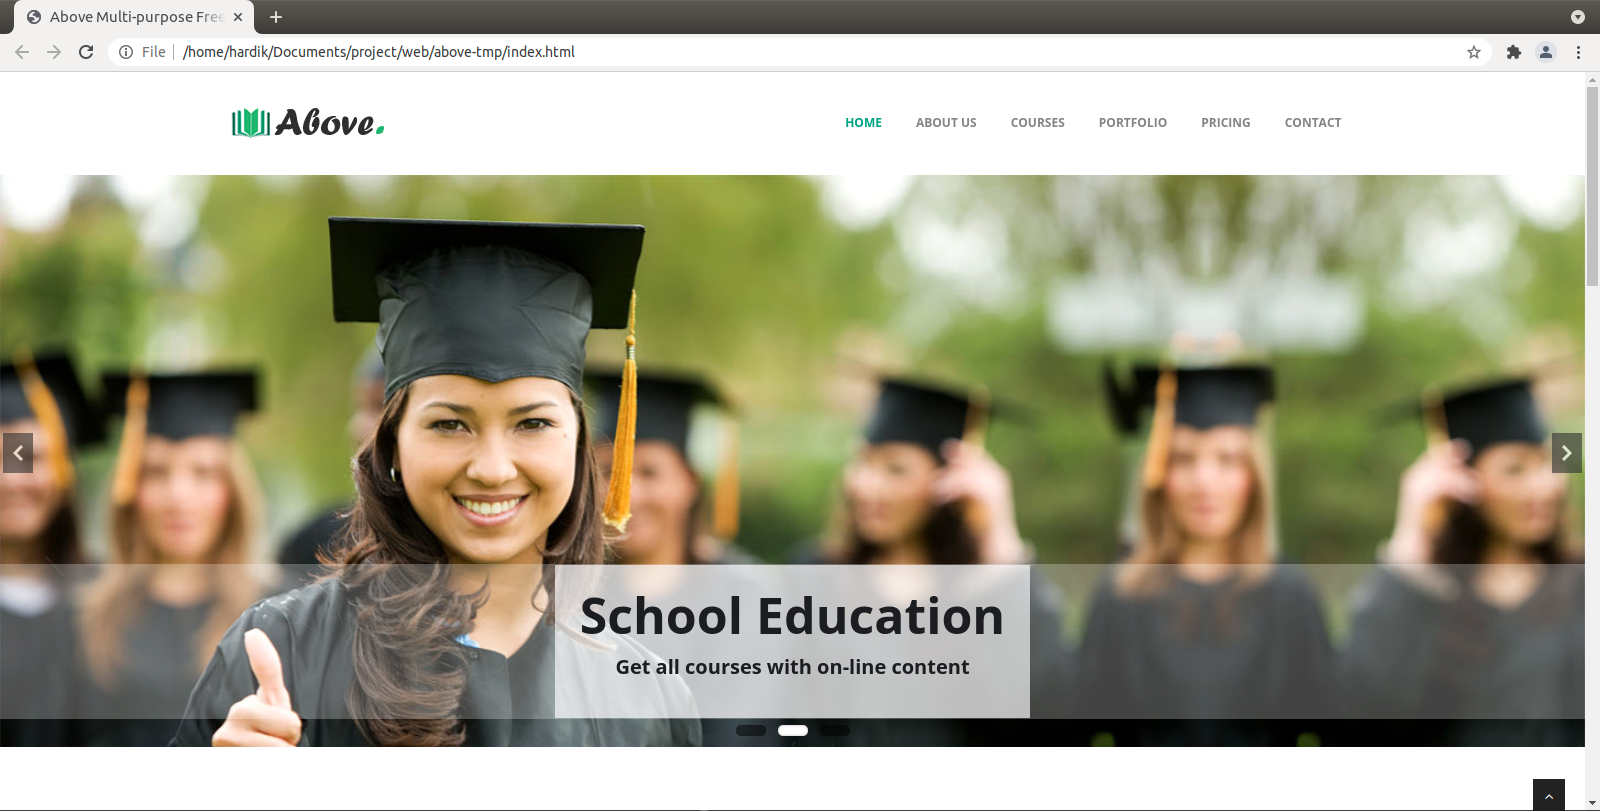 Above Multi-purpose Free
File
/home/hardik/Documents/project/web/above-tmp/index.html
Above.
HOME
ABOUT US
COURSES
PORTFOLIO
PRICING
CONTACT
School Education
Get all courses with on-line content